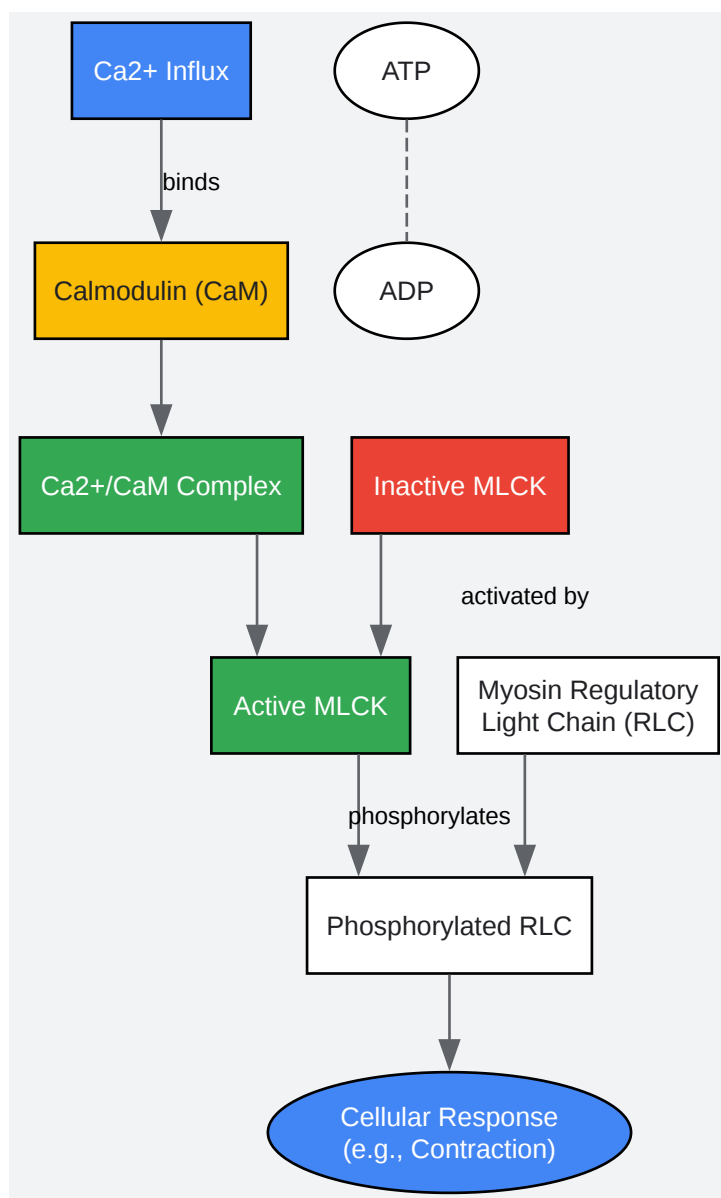 Ca2+ Influx
ATP
binds
Calmodulin (CaM)
ADP
Ca2+/CaM Complex
Inactive MLCK
activated by
Active MLCK
Myosin Regulatory
Light Chain (RLC)
phosphorylates
Phosphorylated RLC
Cellular Response
(e.g., Contraction)